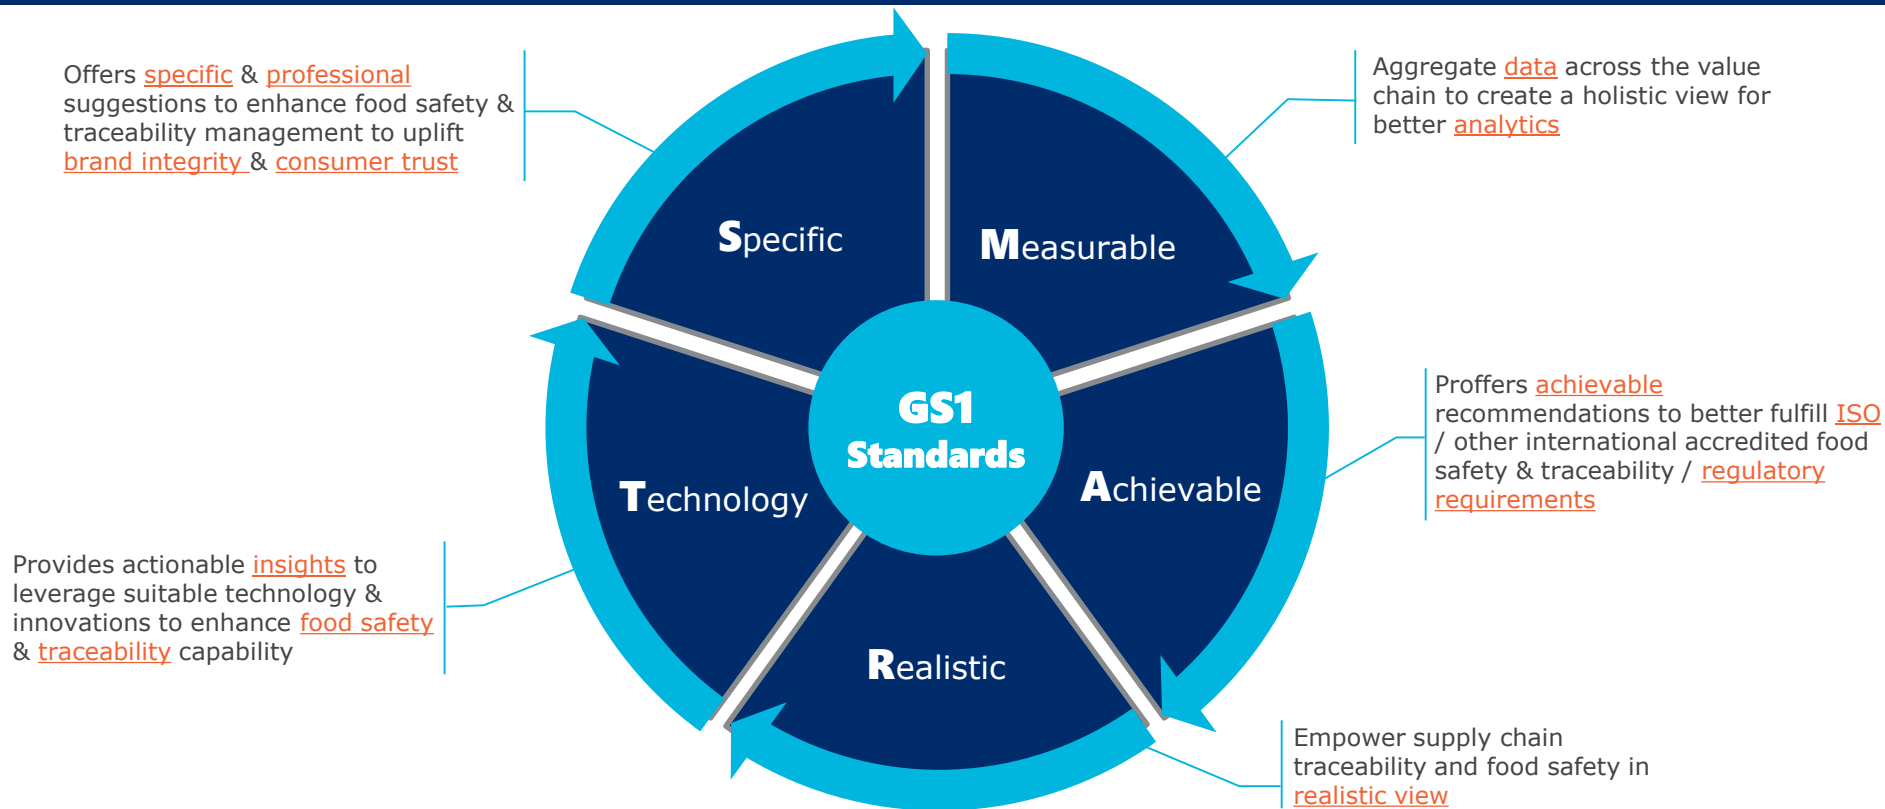 Offers specific & professional
suggestions to enhance food safety &
traceability management to uplift
brand integrity & consumer trust
Aggregate data across the value
chain to create a holistic view for
better analytics
Specific
Measurable
GS1
Standards
Proffers achievable
recommendations to better fulfill ISO
/ other international accredited food
safety & traceability / regulatory
requirements
Technology
Achievable
Provides actionable insights to
leverage suitable technology &
innovations to enhance food safety
& traceability capability
Realistic
Empower supply chain
traceability and food safety in
realistic view